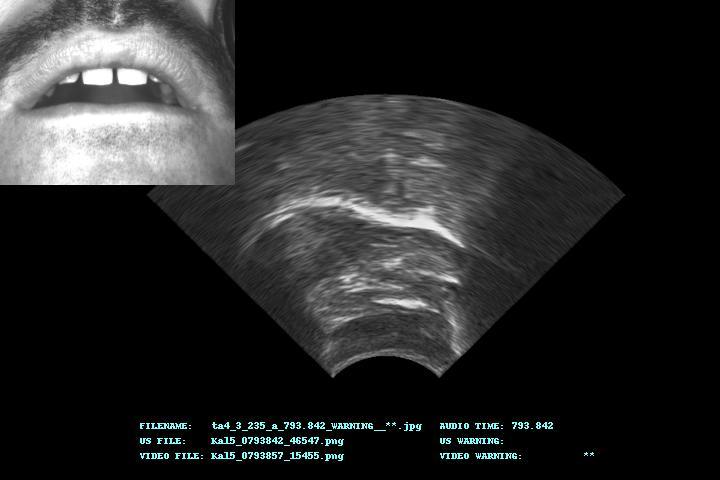 FILENAME: ta4_3_235_a_793.842_WARNING__**.jpg AUDIO TIME: 793.842
US FILE: Kal5_0793842_46547.png US WARNING:
VIDEO FILE: Kal5_0793857_15455.png VIDEO WARNING: **